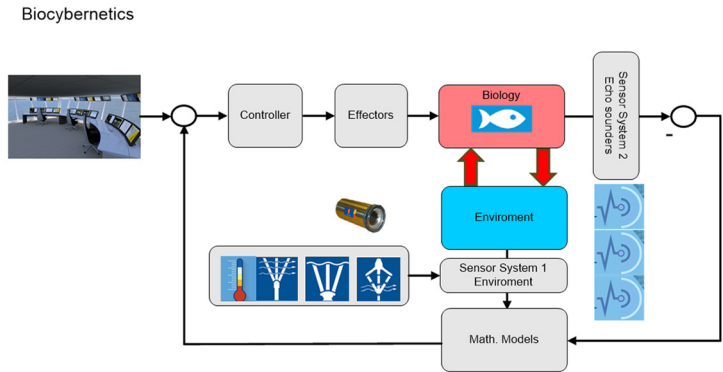 Biocybernetics
Controller
Effectors
Biology
Sensor System 2
Echo sounders
-
Enviroment
Sensor System 1
Enviroment
Math. Models